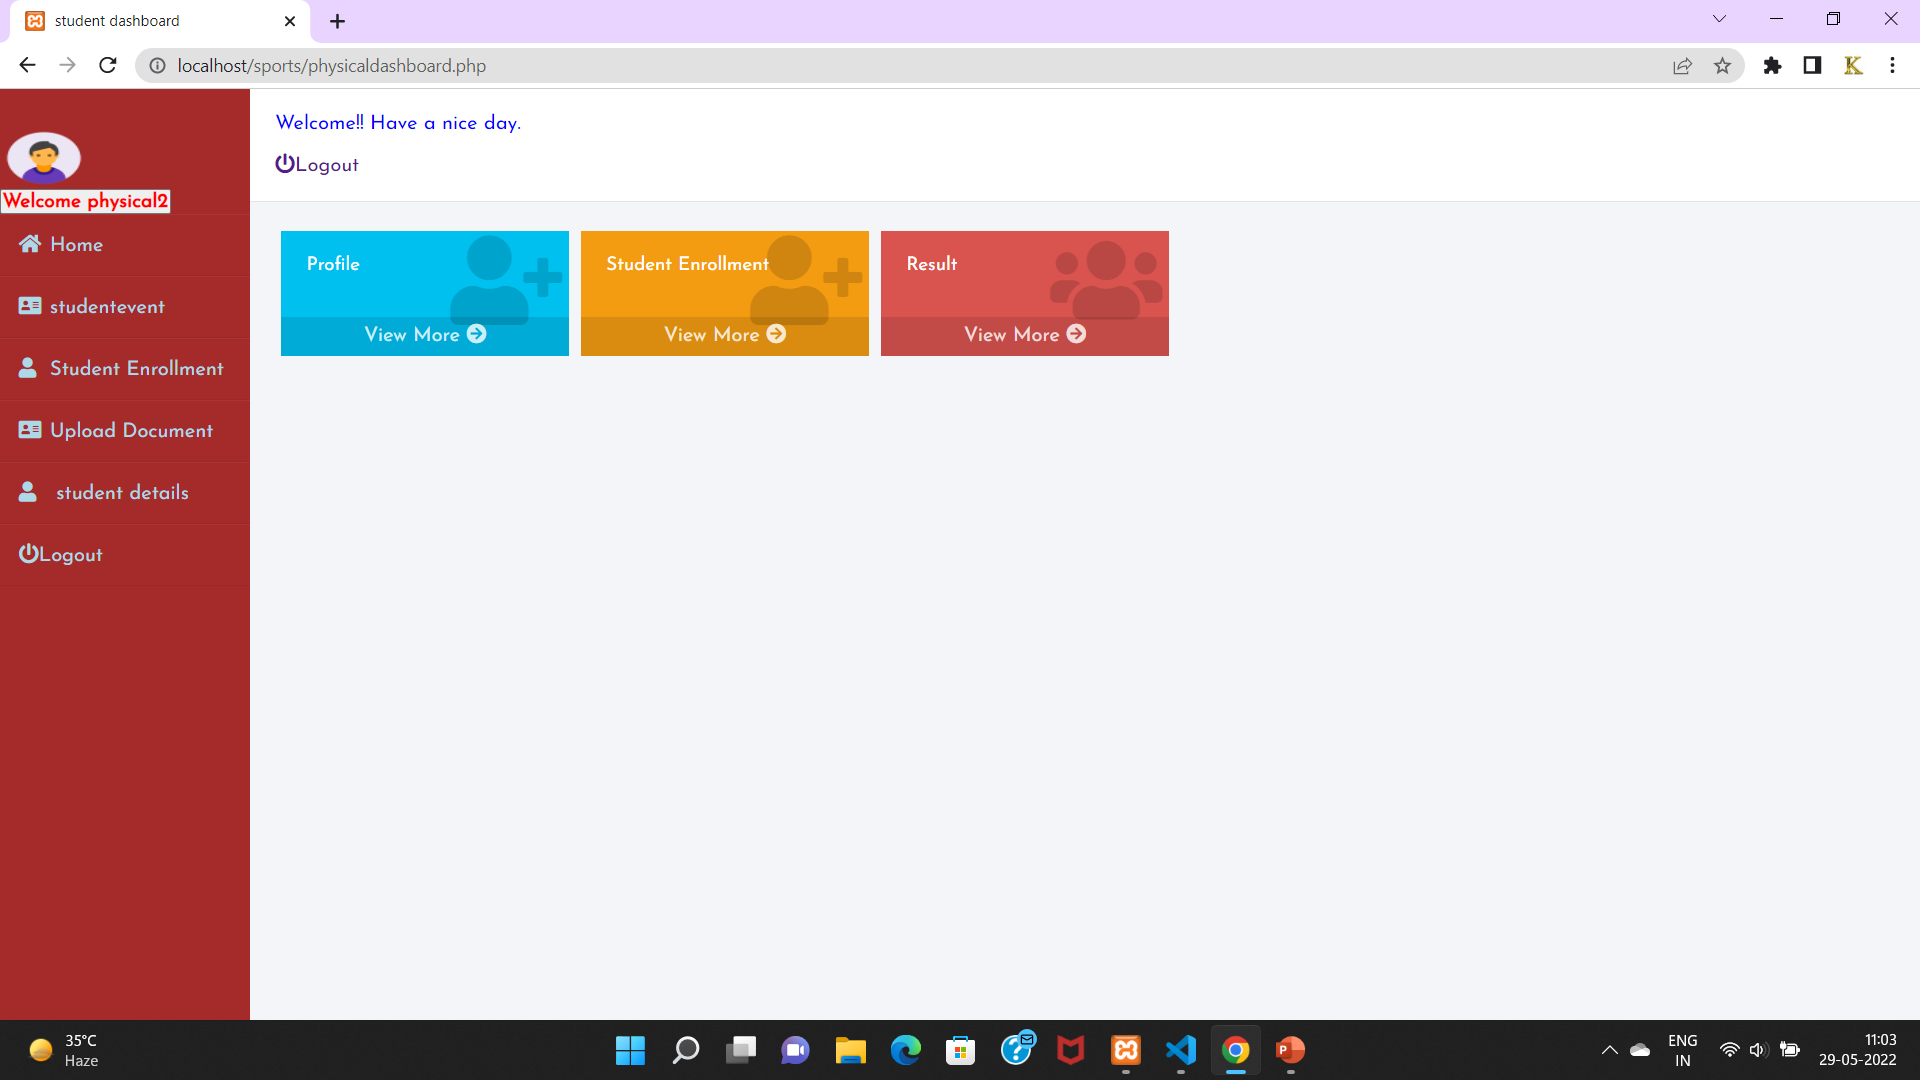 student dashboard
localhost/sports/physicaldashboard.php
K
Welcome!! Have a nice day.
Logout
Welcome physical2
Home
studentevent
Student Enrollment
Upload Document
student details
Logout
Profile
View More
Student Enrollment
View More
Result
View More
35°C
Haze
ENG
IN
11:03
29-05-2022